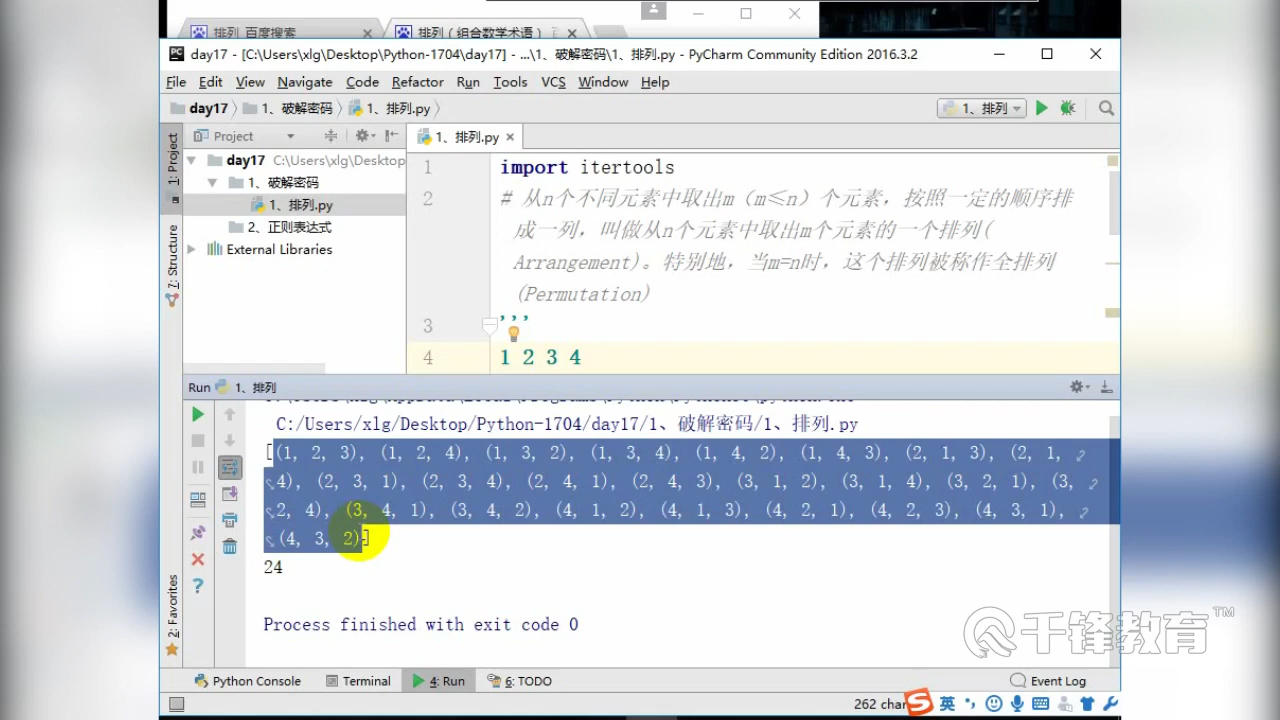 排列_百度搜索
排列（组合数学术语）
day17 - [C:\Users\xlg\Desktop\Python-1704\day17] - ...\1、破解密码\1、排列.py - PyCharm Community Edition 2016.3.2
File Edit View Navigate Code Refactor Run Tools VCS Window Help
day17 1、破解密码 1、排列.py 1、排列
Project 1、排列.py
1: Project
day17 C:\Users\xlg\Desktop
1、破解密码
1、排列.py
2、正则表达式
External Libraries
7: Structure
1 import itertools
2 # 从n个不同元素中取出m（m≤n）个元素，按照一定的顺序排
成一列，叫做从n个元素中取出m个元素的一个排列(
Arrangement)。特别地，当m=n时，这个排列被称作全排列
(Permutation)
3 '''
4 1 2 3 4
Run 1、排列
C:/Users/xlg/Desktop/Python-1704/day17/1、破解密码/1、排列.py
[(1, 2, 3), (1, 2, 4), (1, 3, 2), (1, 3, 4), (1, 4, 2), (1, 4, 3), (2, 1, 3), (2, 1,
4), (2, 3, 1), (2, 3, 4), (2, 4, 1), (2, 4, 3), (3, 1, 2), (3, 1, 4), (3, 2, 1), (3,
2, 4), (3, 4, 1), (3, 4, 2), (4, 1, 2), (4, 1, 3), (4, 2, 1), (4, 2, 3), (4, 3, 1),
(4, 3, 2)]
24
Process finished with exit code 0
2: Favorites
千锋教育™
Python Console Terminal 4: Run 6: TODO Event Log
262 char
英